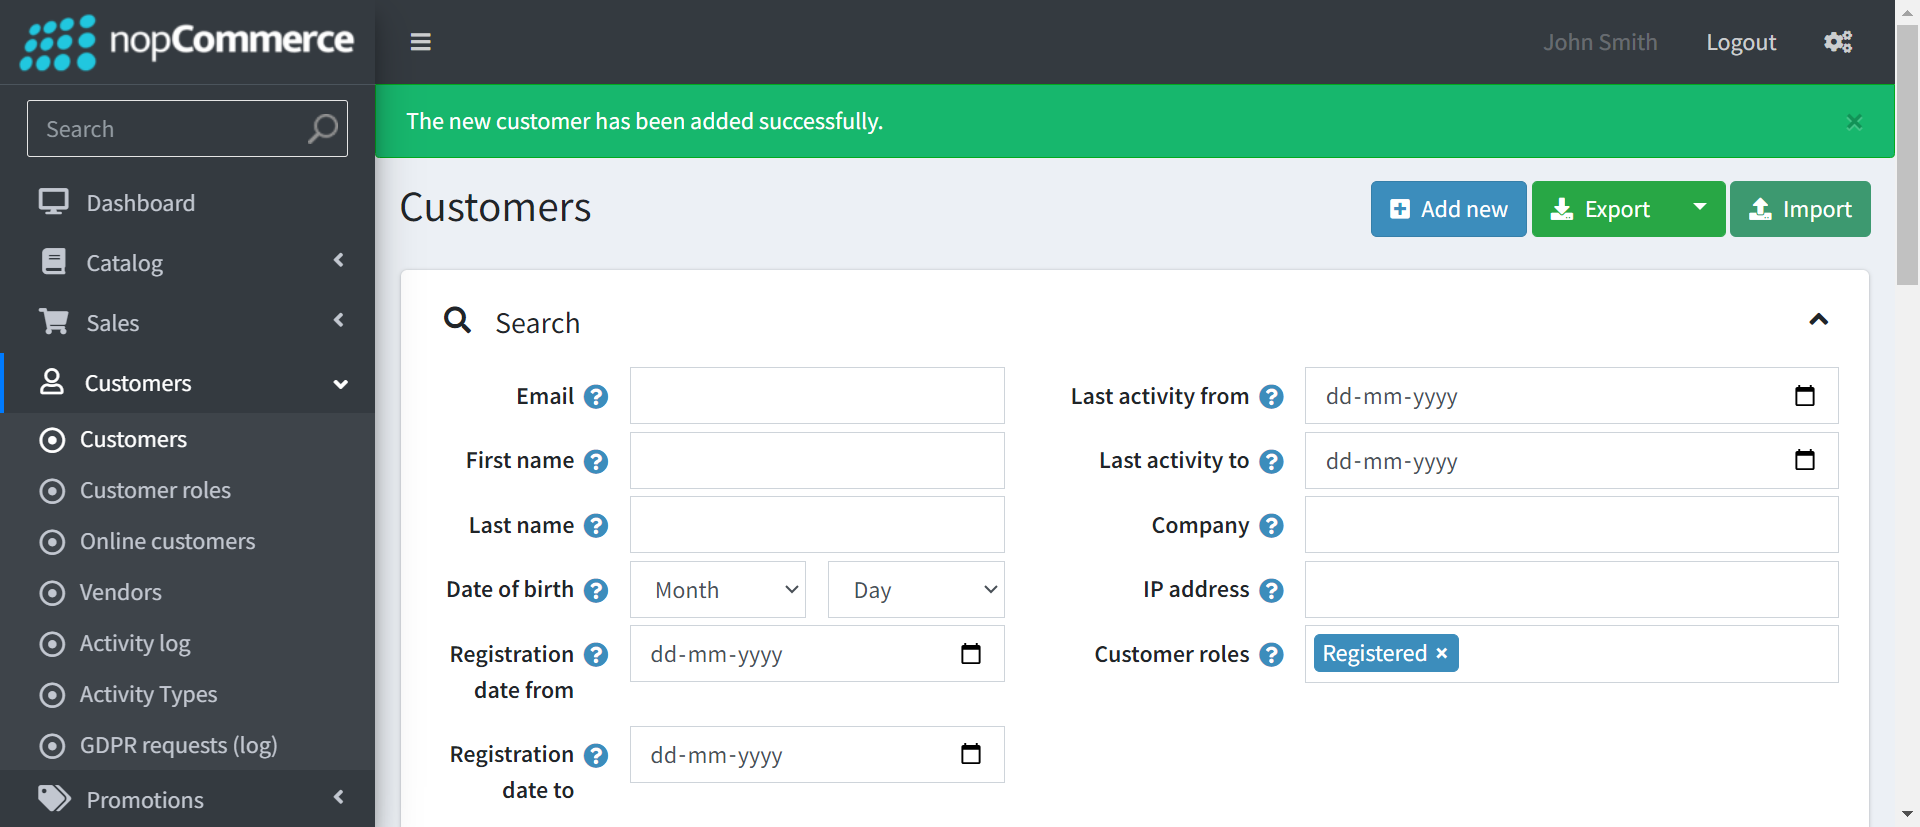 nopCommerce
John Smith
Logout
Search
The new customer has been added successfully.
Dashboard
Catalog
Sales
Customers
Customers
Customer roles
Online customers
Vendors
Activity log
Activity Types
GDPR requests (log)
Promotions
Customers
Add new
Export
Import
Search
Email
First name
Last name
Date of birth
Month
Day
Registration
date from
dd-mm-yyyy
Registration
date to
dd-mm-yyyy
Last activity from
dd-mm-yyyy
Last activity to
dd-mm-yyyy
Company
IP address
Customer roles
Registered ×